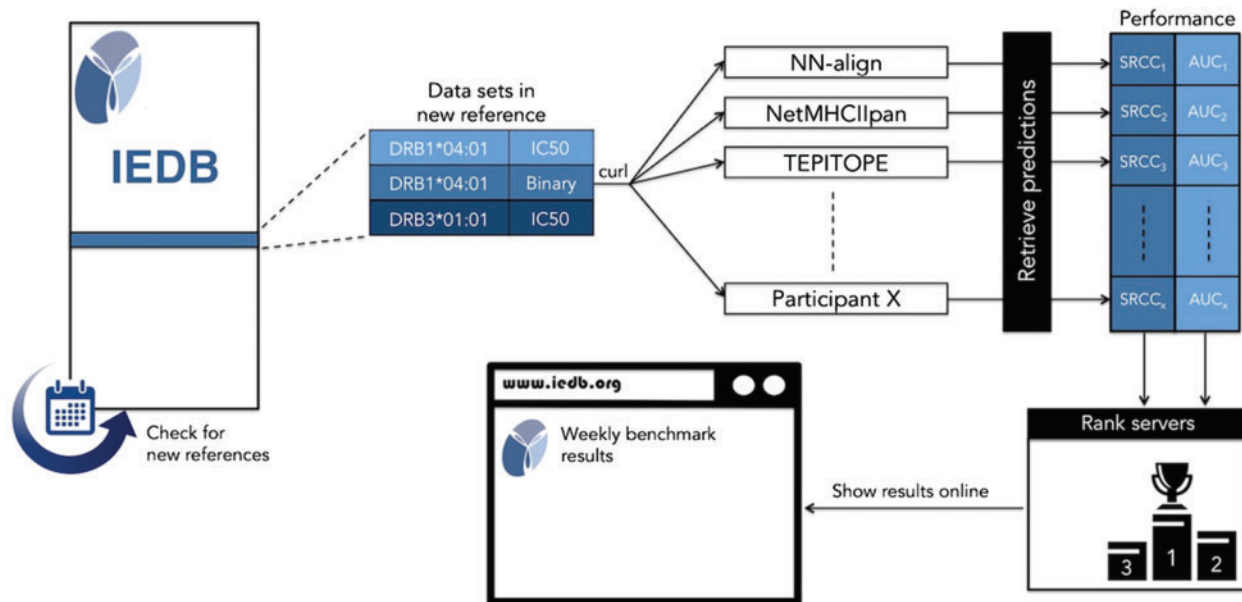 IEDB
Check for
new references
Data sets in
new reference
DRB1*04:01 IC50
DRB1*04:01 Binary
DRB3*01:01 IC50
curl
NN-align
NetMHCIIpan
TEPITOPE
Participant X
Retrieve predictions
Performance
SRCC₁ AUC₁
SRCC₂ AUC₂
SRCC₃ AUC₃
SRCCₓ AUCₓ
Rank servers
3 1 2
Show results online
www.iedb.org
Weekly benchmark
results